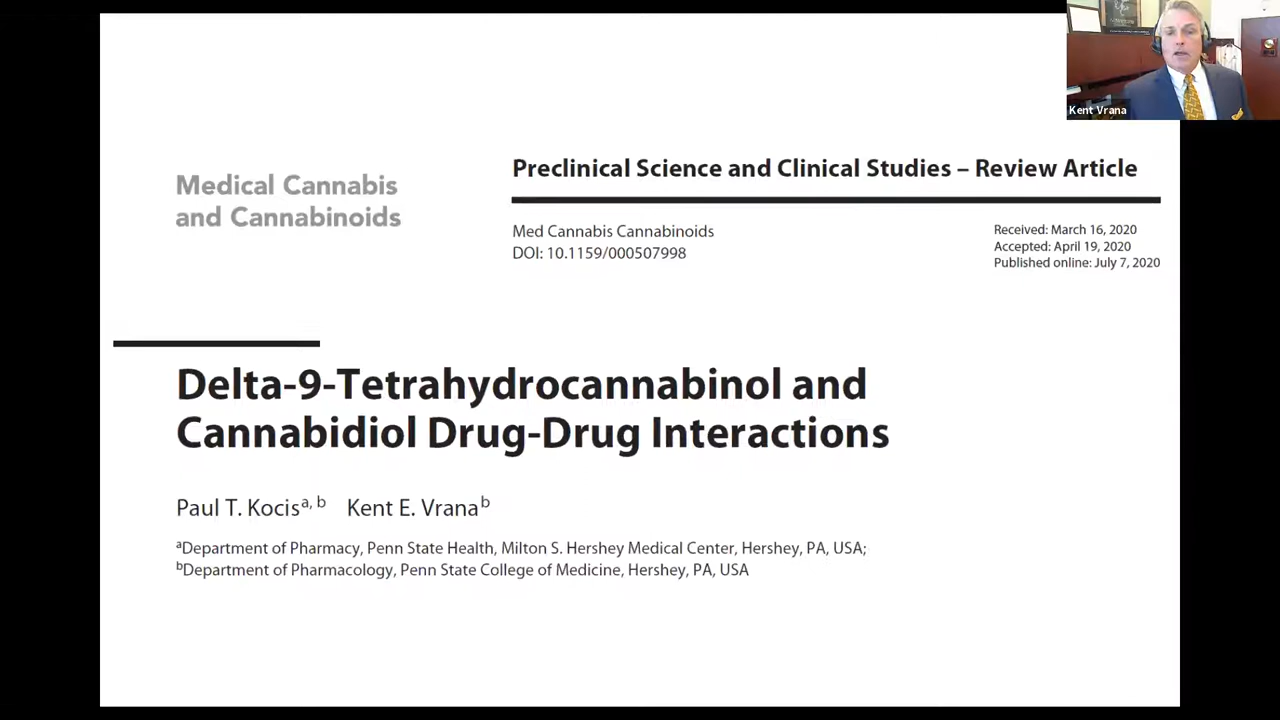 Kent Vrana
Medical Cannabis
and Cannabinoids
Preclinical Science and Clinical Studies – Review Article
Med Cannabis Cannabinoids
DOI: 10.1159/000507998
Received: March 16, 2020
Accepted: April 19, 2020
Published online: July 7, 2020
Delta-9-Tetrahydrocannabinol and
Cannabidiol Drug-Drug Interactions
Paul T. Kocisa, b Kent E. Vranab
aDepartment of Pharmacy, Penn State Health, Milton S. Hershey Medical Center, Hershey, PA, USA;
bDepartment of Pharmacology, Penn State College of Medicine, Hershey, PA, USA